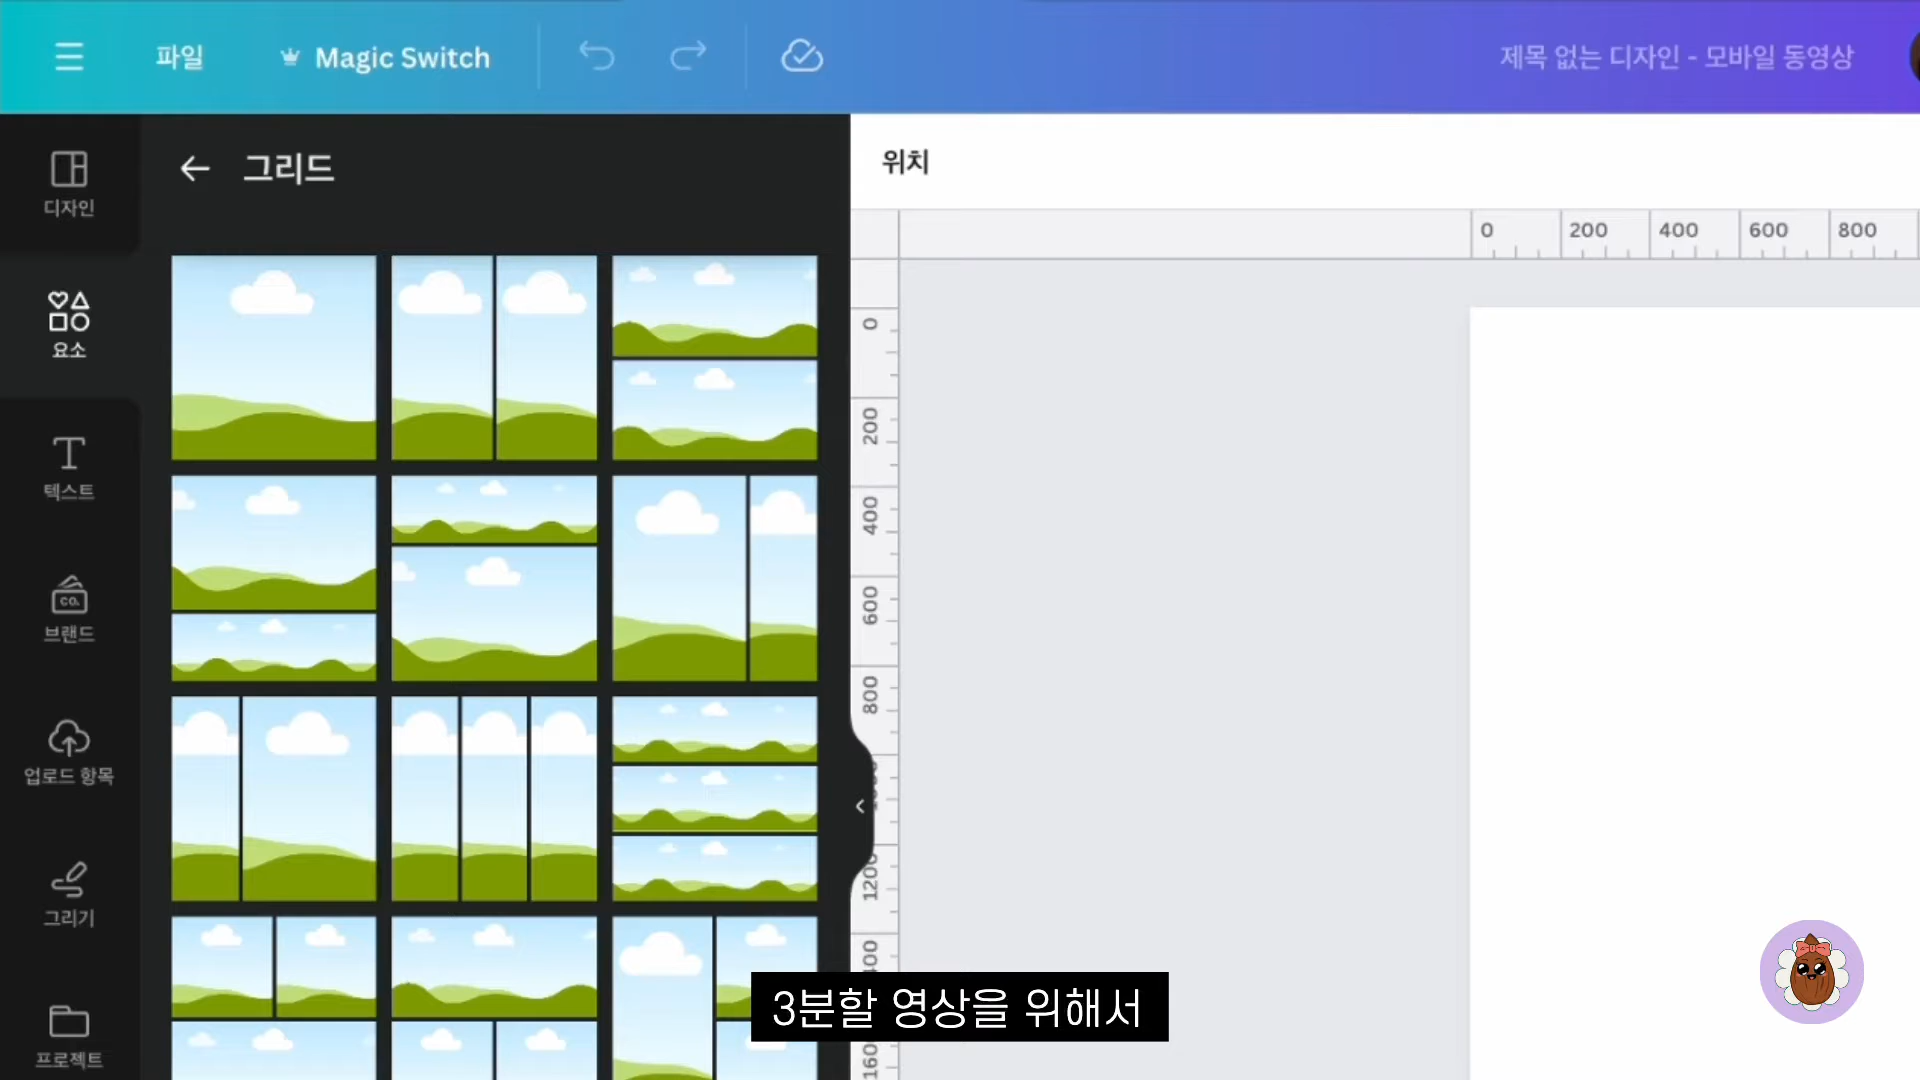 파일
Magic Switch
제목 없는 디자인 - 모바일 동영상
디자인
요소
텍스트
CO.
브랜드
업로드 항목
그리기
프로젝트
그리드
위치
0 200 400 600 800
0
200
400
600
800
1200
3분할 영상을 위해서